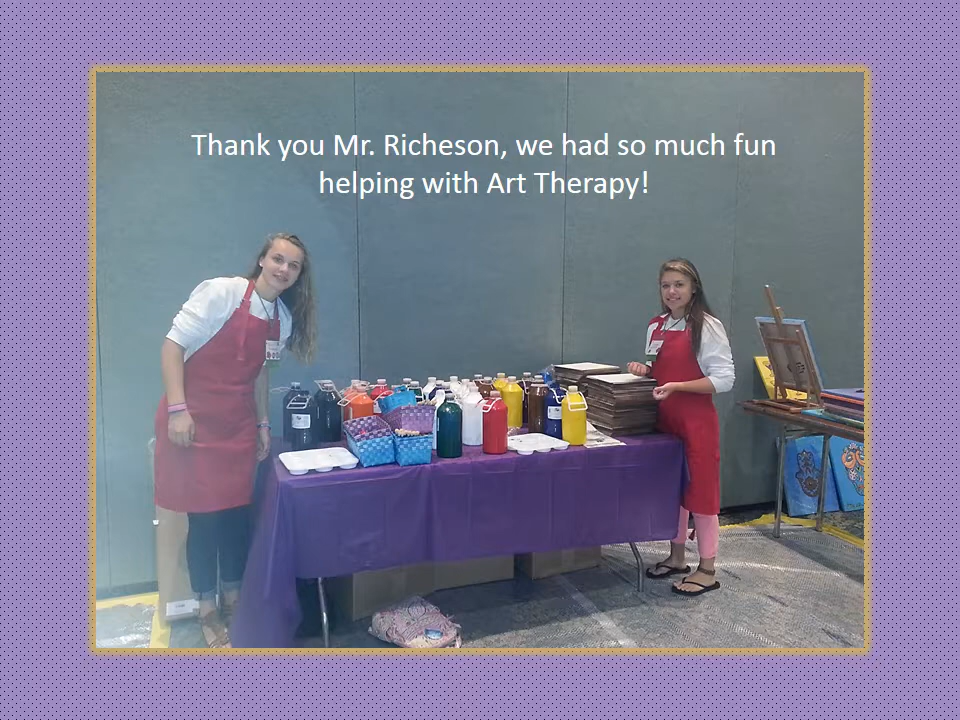 Thank you Mr. Richeson, we had so much fun
helping with Art Therapy!